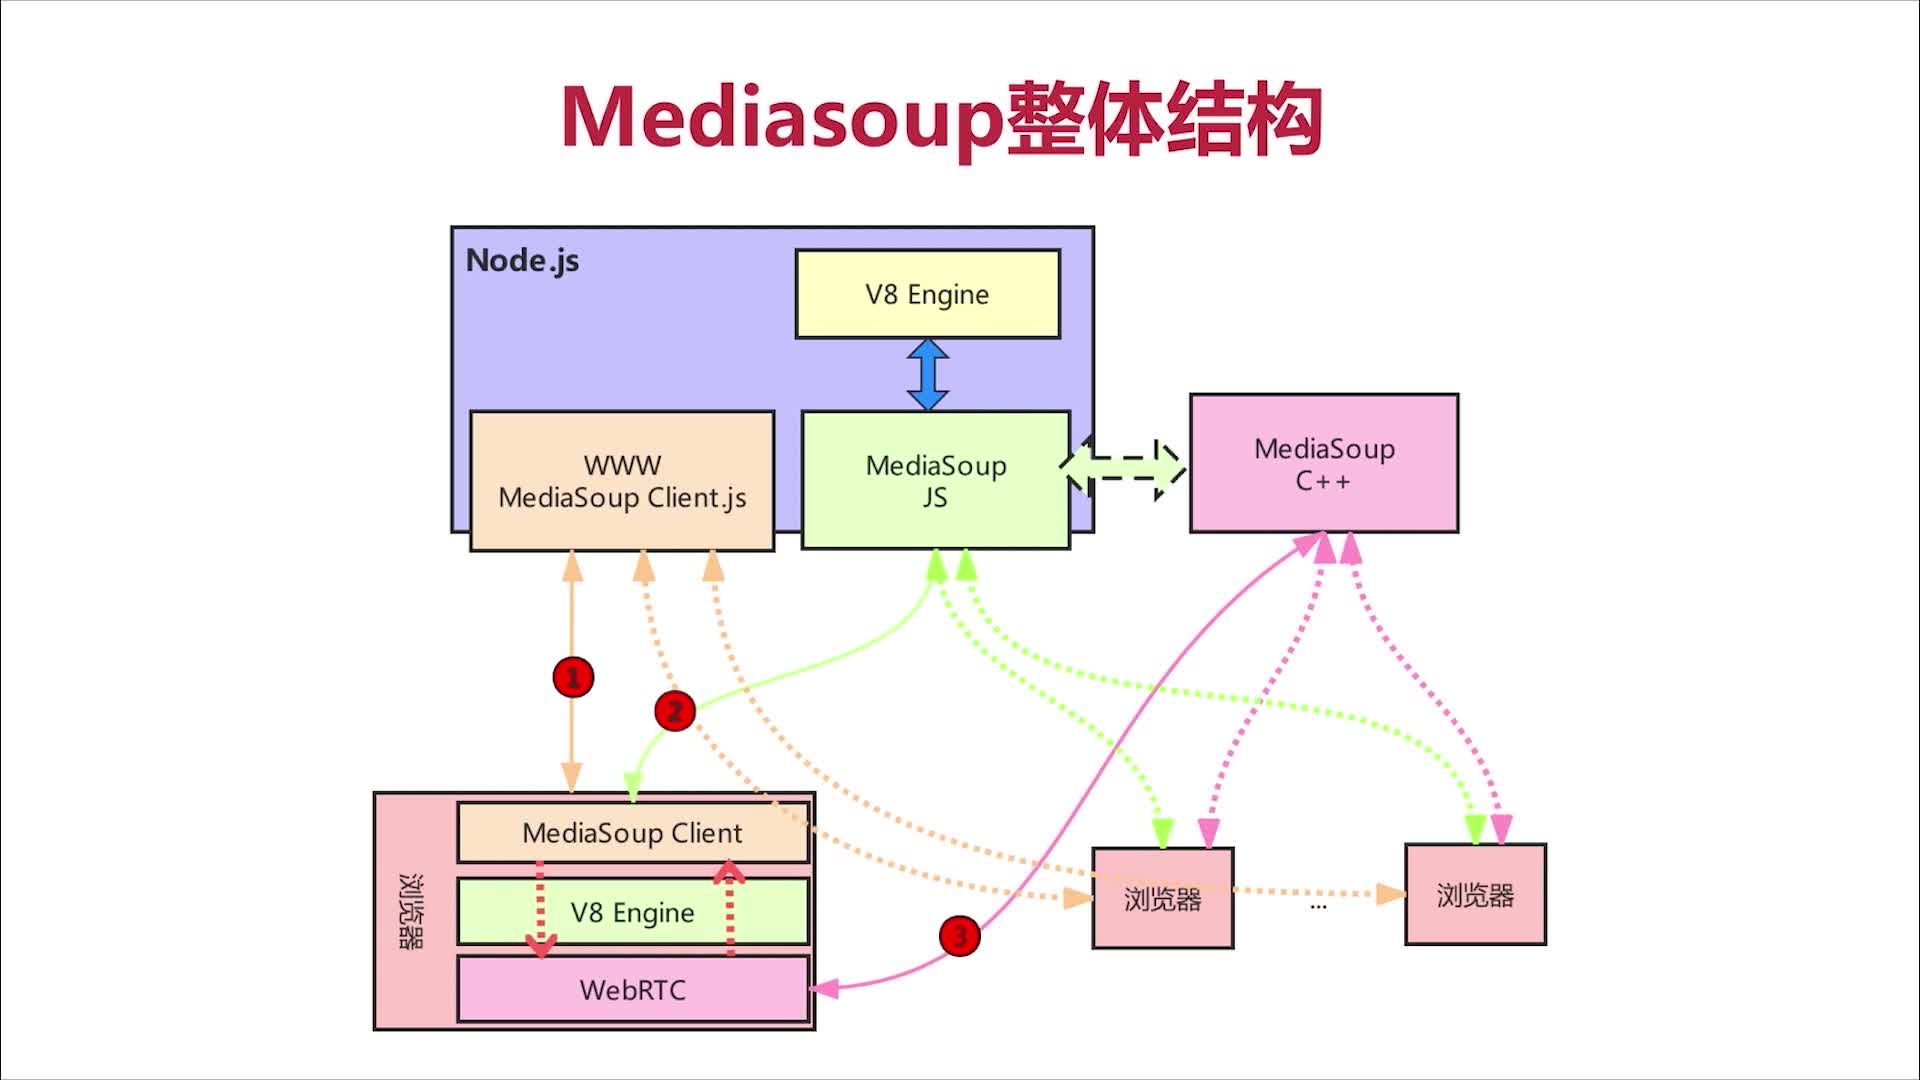 Mediasoup整体结构
Node.js
V8 Engine
WWW
MediaSoup Client.js
MediaSoup
JS
MediaSoup
C++
1
2
3
浏览器
MediaSoup Client
V8 Engine
WebRTC
浏览器
...
浏览器